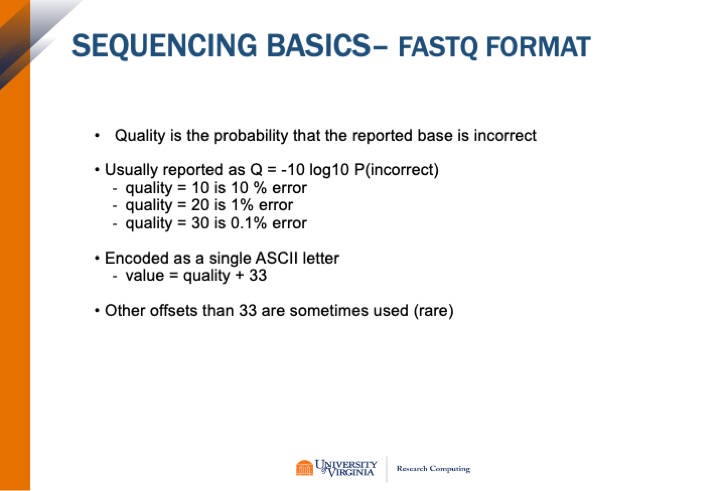 SEQUENCING BASICS– FASTQ FORMAT
• Quality is the probability that the reported base is incorrect
• Usually reported as Q = -10 log10 P(incorrect)
- quality = 10 is 10 % error
- quality = 20 is 1% error
- quality = 30 is 0.1% error
• Encoded as a single ASCII letter
- value = quality + 33
• Other offsets than 33 are sometimes used (rare)
UNIVERSITY
of VIRGINIA
Research Computing